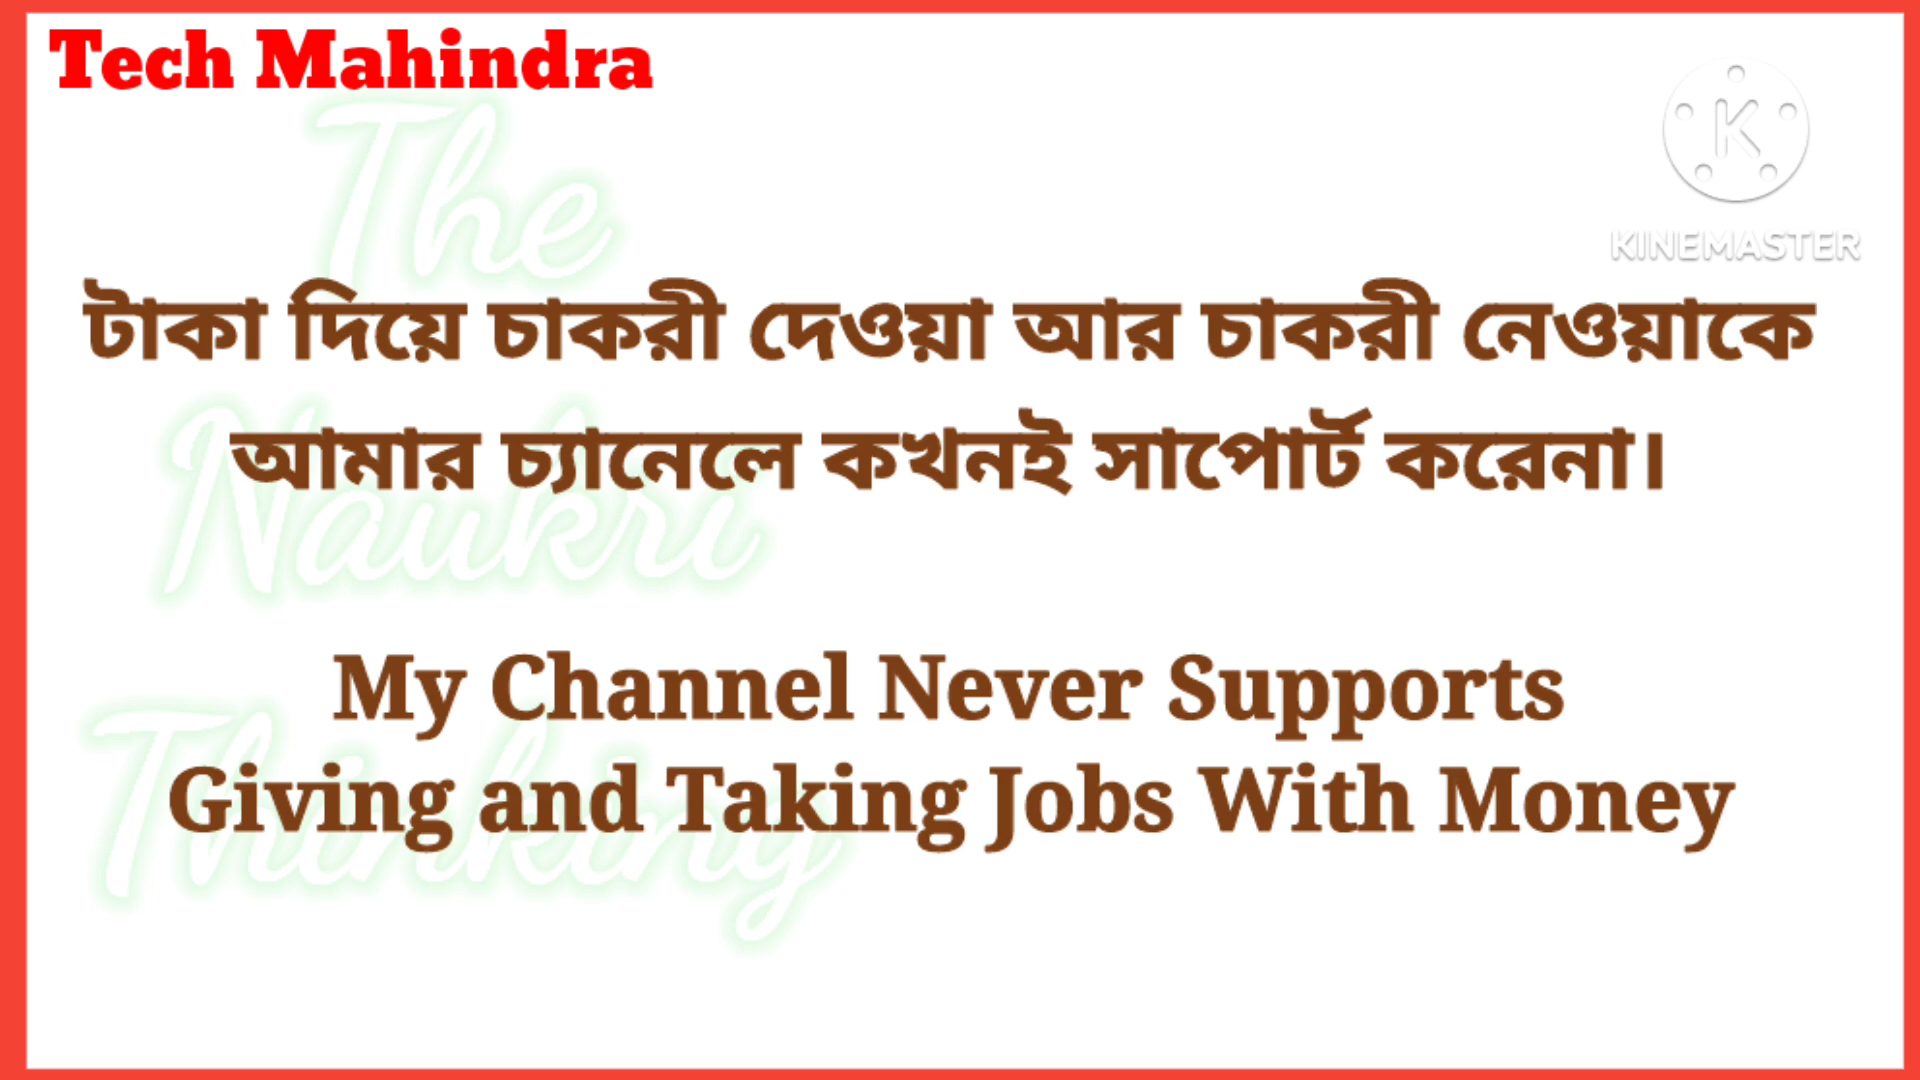 Tech Mahindra
The
KINEMASTER
টাকা দিয়ে চাকরী দেওয়া আর চাকরী নেওয়াকে
আমার চ্যানেলে কখনই সাপোর্ট করেনা।
Naukri
My Channel Never Supports
Giving and Taking Jobs With Money
Thinking